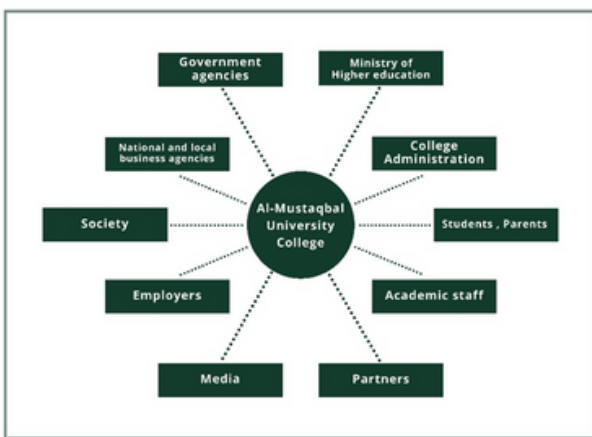 Government
agencies
Ministry of
Higher education
National and local
business agencies
College
Administration
Al-Mustaqbal
University
College
Society
Students , Parents
Employers
Academic staff
Media
Partners